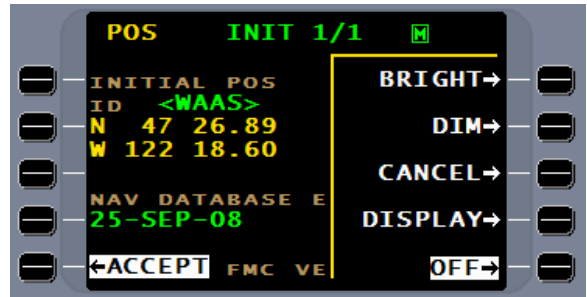 POS INIT 1/1 M
INITIAL POS BRIGHT→
ID <WAAS>
N 47 26.89 DIM→
W 122 18.60
CANCEL→
NAV DATABASE E
25-SEP-08 DISPLAY→
←ACCEPT FMC VE OFF→